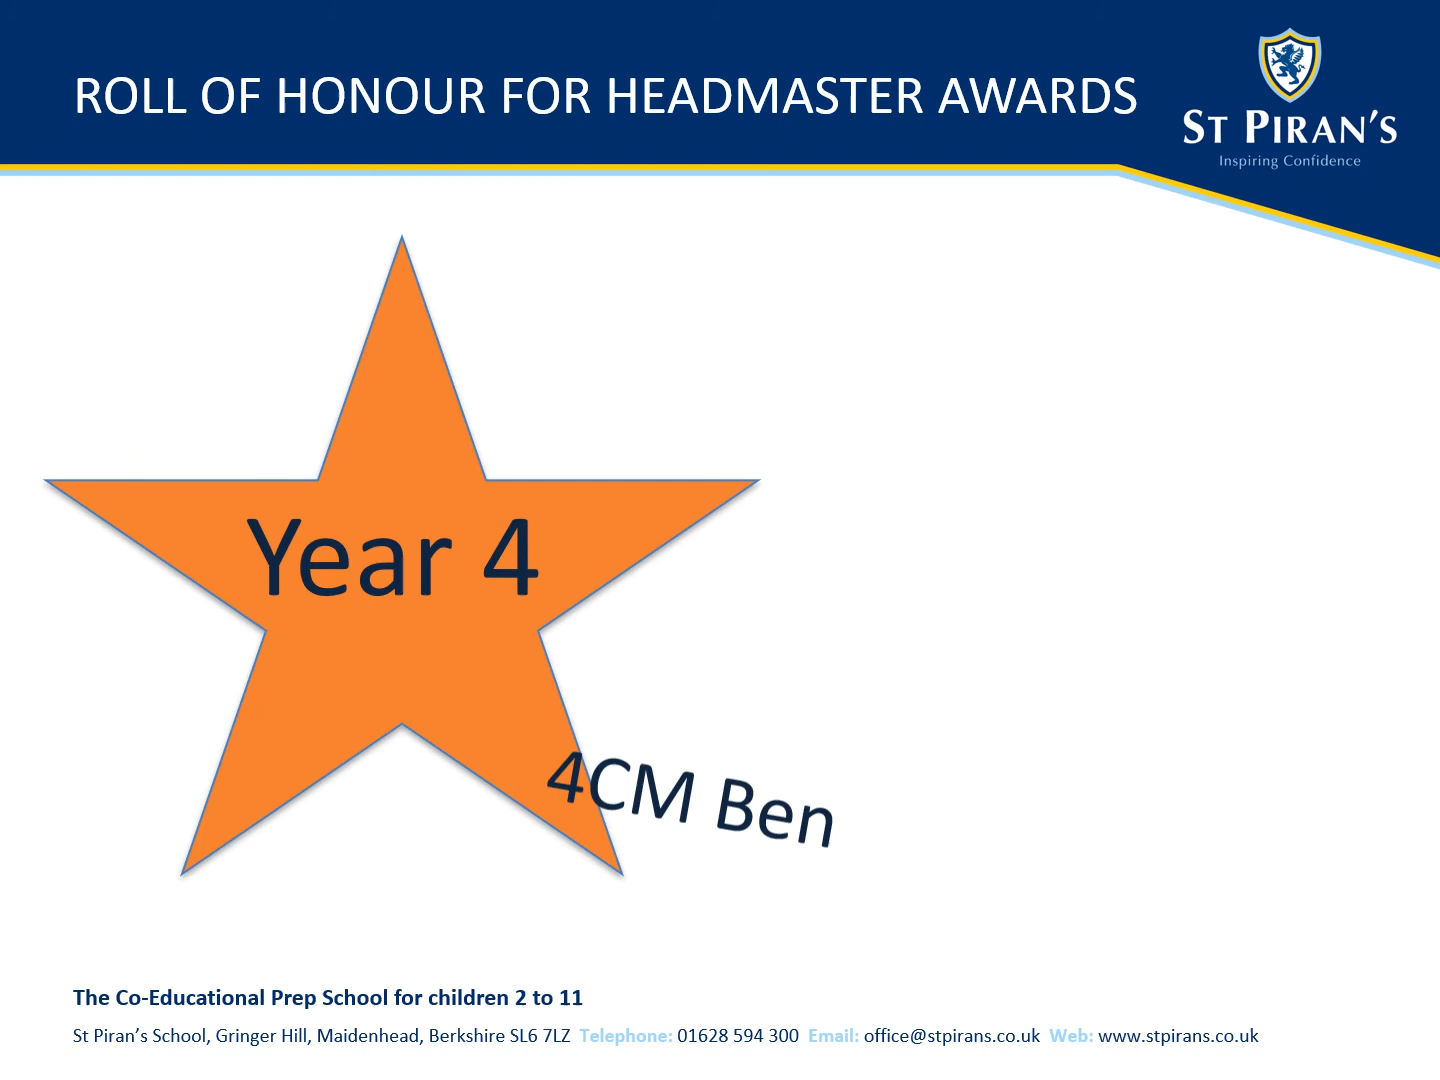 ROLL OF HONOUR FOR HEADMASTER AWARDS
ST PIRAN'S
Inspiring Confidence
Year 4
4CM Ben
The Co-Educational Prep School for children 2 to 11
St Piran's School, Gringer Hill, Maidenhead, Berkshire SL6 7LZ Telephone: 01628 594 300 Email: office@stpirans.co.uk Web: www.stpirans.co.uk